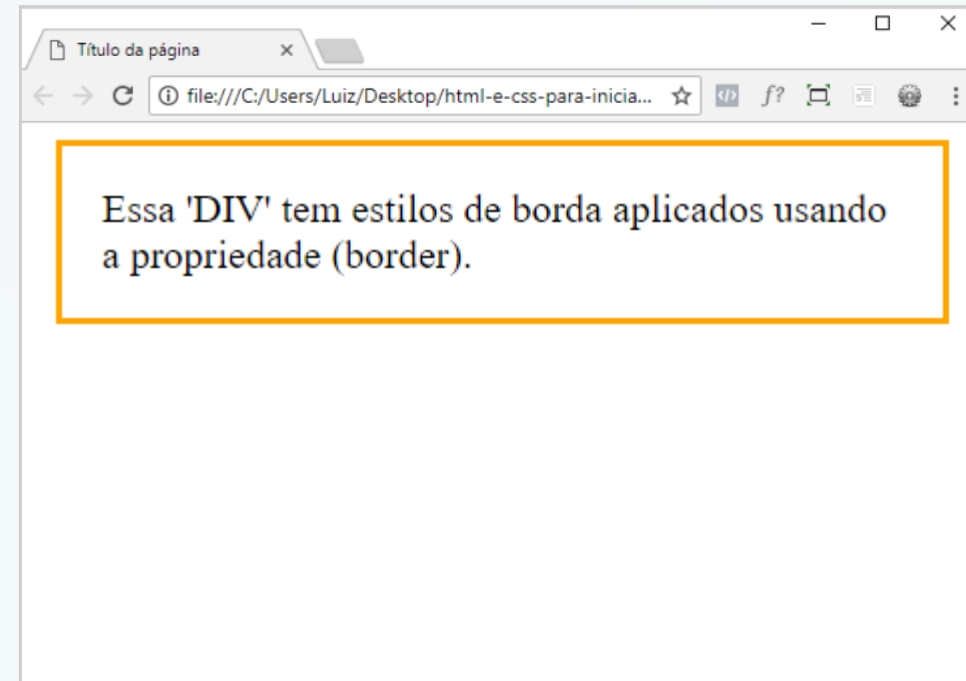 Título da página
file:///C:/Users/Luiz/Desktop/html-e-css-para-inicia...
f?
Essa 'DIV' tem estilos de borda aplicados usando
a propriedade (border).